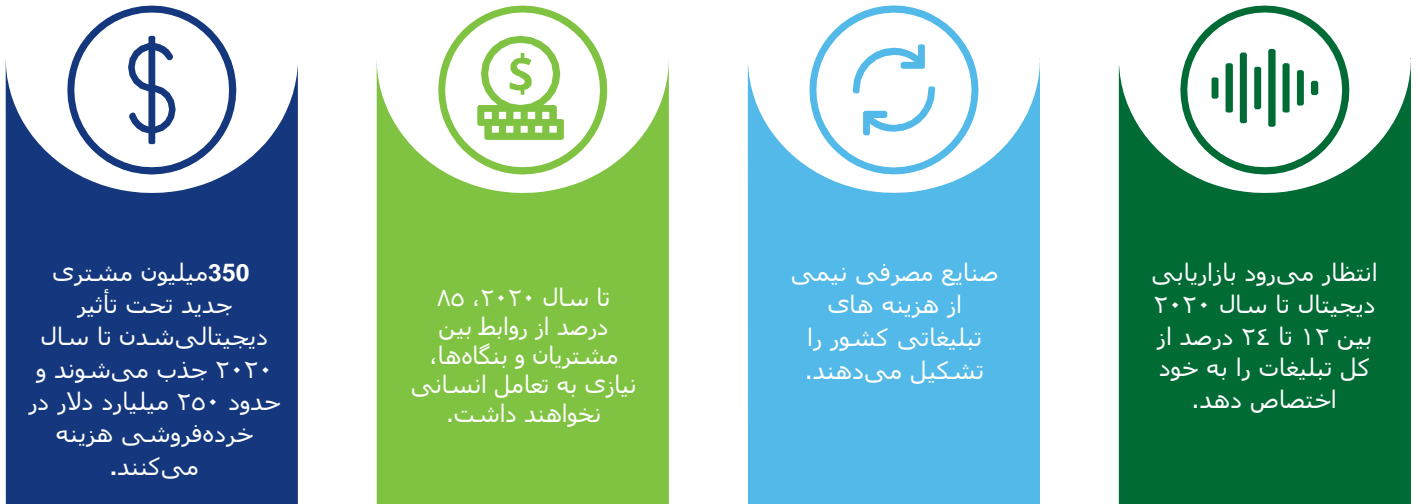 انتظار می‌رود بازاریابی
دیجیتال تا سال ۲۰۲۰
بین ۱۲ تا ٢٤ درصد از
کل تبلیغات را به خود
اختصاص دهد.
صنایع مصرفی نیمی
از هزینه های
تبلیغاتی کشور را
تشکیل می‌دهند.
تا سال ۲۰۲۰، ۸۵
درصد از روابط بین
مشتریان و بنگاه‌ها،
نیازی به تعامل انسانی
نخواهند داشت.
350میلیون مشتری
جدید تحت تأثیر
دیجیتالی‌شدن تا سال
۲۰۲۰ جذب می‌شوند و
حدود ۲۵۰ میلیارد دلار در
خرده‌فروشی هزینه
می‌کنند.
$